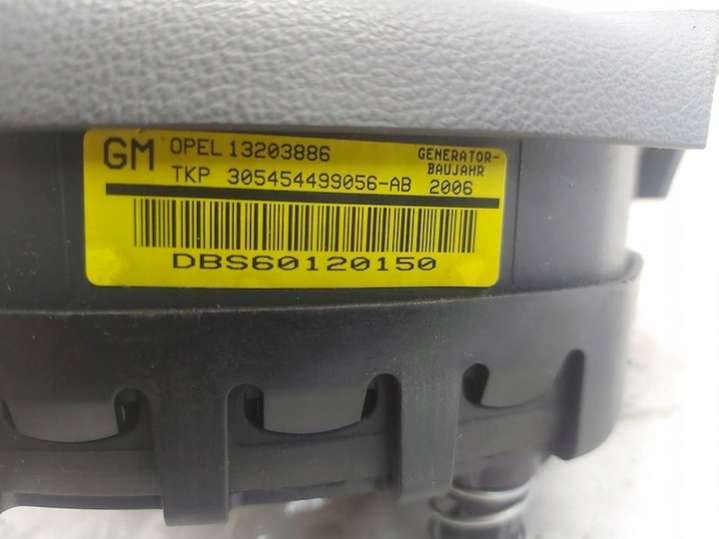 GM OPEL 13203886 GENERATOR-
BAUJAHR
TKP 305454499056-AB 2006
DBS60120150